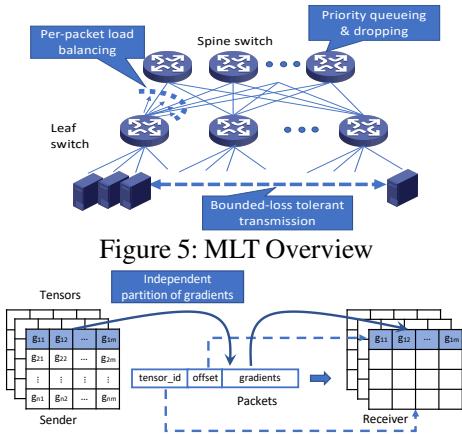 Per-packet load
balancing
Spine switch
Priority queueing
& dropping
Leaf
switch
Bounded-loss tolerant
transmission
Figure 5: MLT Overview
Tensors
Independent
partition of gradients
g11 g12 ... g1m
g21 g22 ... g2m
⋮ ⋮ ⋮
gn1 gn2 ... gnm
Sender
tensor_id offset gradients
Packets
g11 g12 ... g1m
Receiver